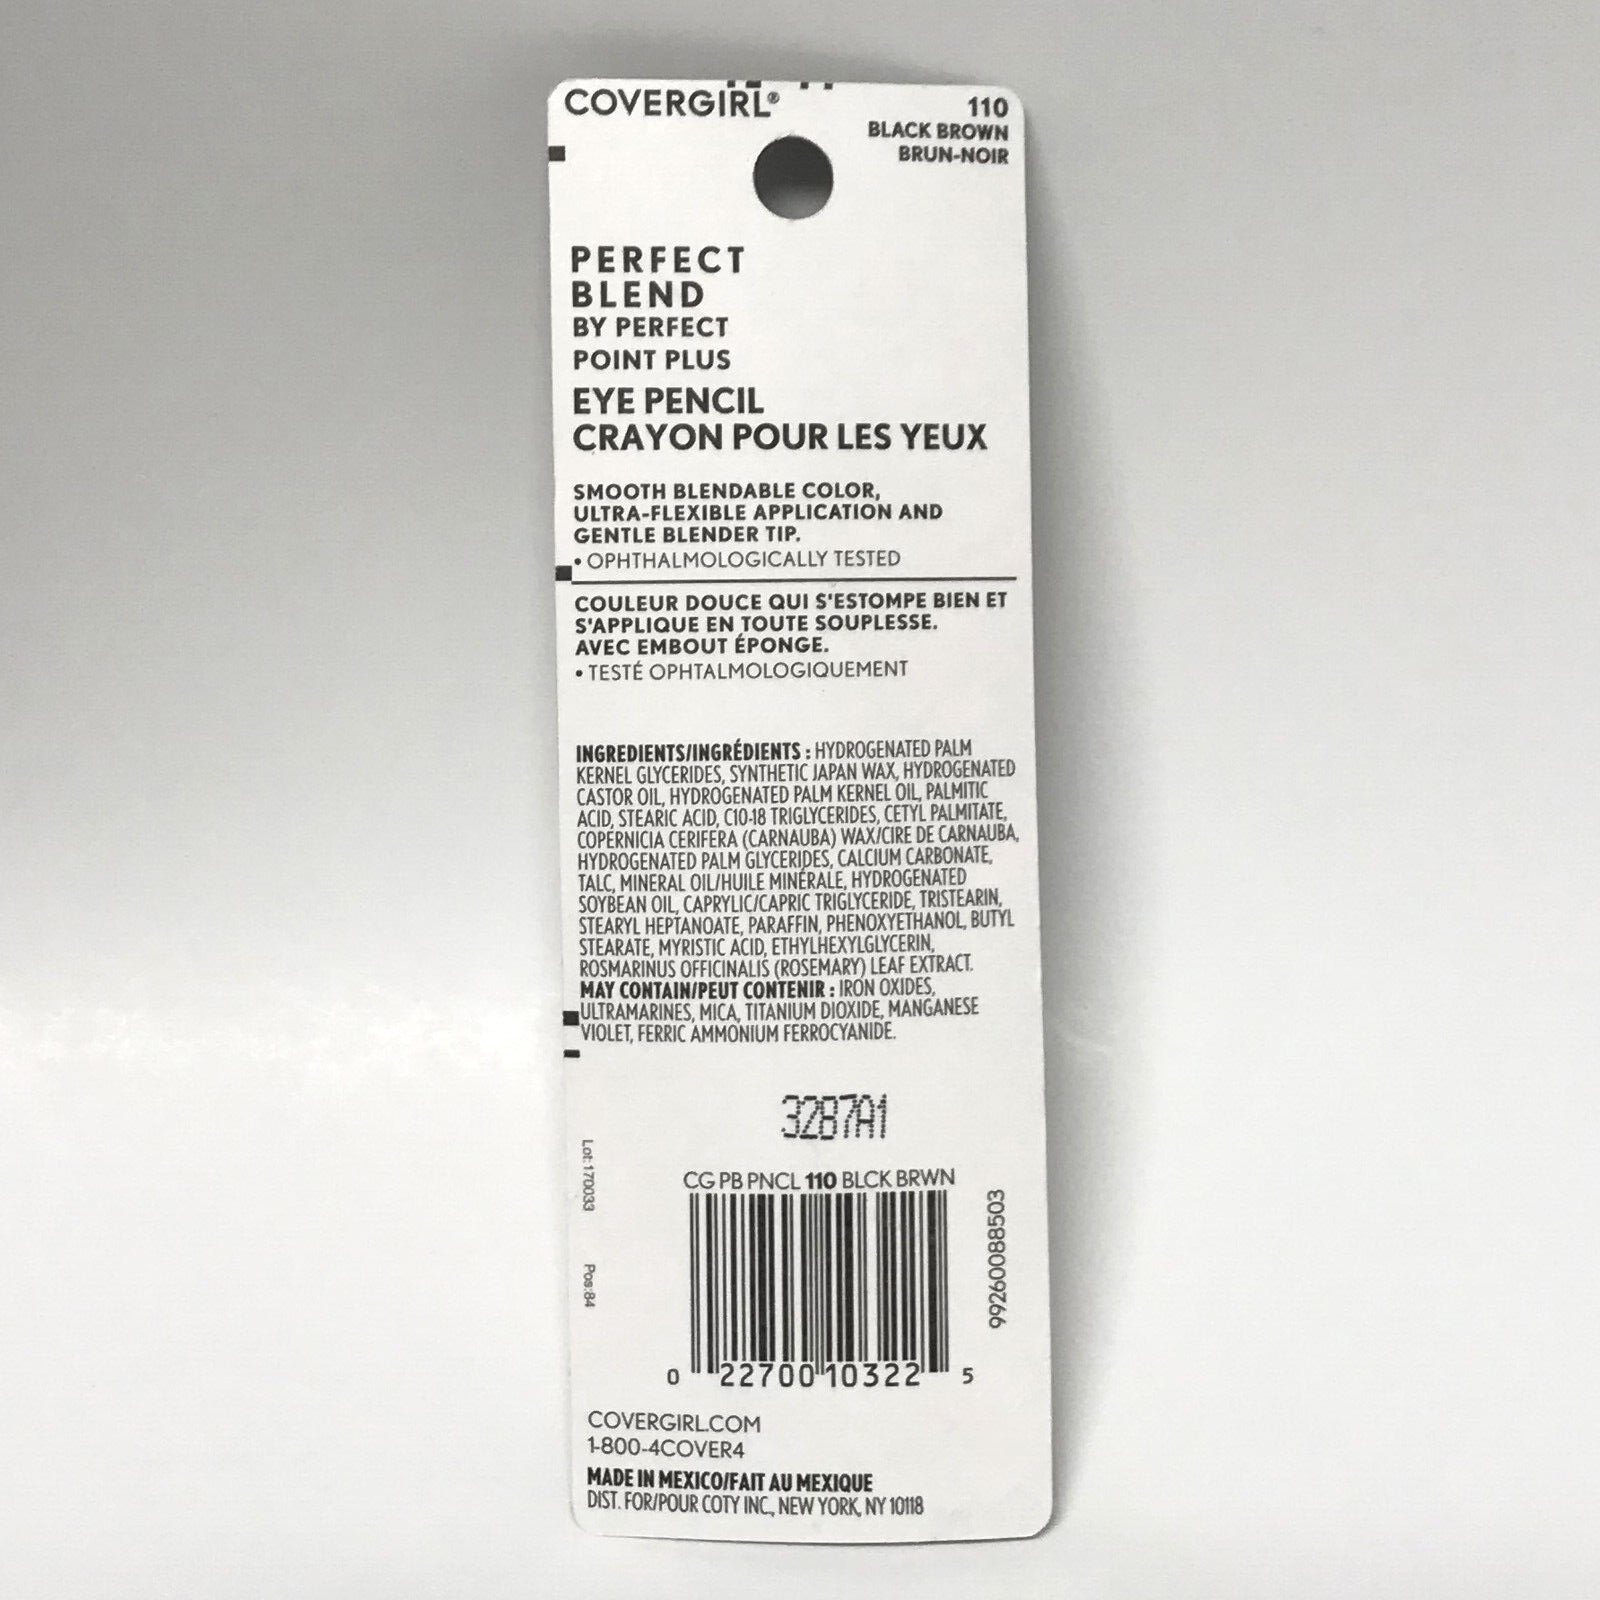 COVERGIRL®
110
BLACK BROWN
BRUN-NOIR
PERFECT
BLEND
BY PERFECT
POINT PLUS
EYE PENCIL
CRAYON POUR LES YEUX
SMOOTH BLENDABLE COLOR,
ULTRA-FLEXIBLE APPLICATION AND
GENTLE BLENDER TIP.
• OPHTHALMOLOGICALLY TESTED
COULEUR DOUCE QUI S'ESTOMPE BIEN ET
S'APPLIQUE EN TOUTE SOUPLESSE.
AVEC EMBOUT ÉPONGE.
• TESTÉ OPHTALMOLOGIQUEMENT
INGREDIENTS/INGRÉDIENTS : HYDROGENATED PALM
KERNEL GLYCERIDES, SYNTHETIC JAPAN WAX, HYDROGENATED
CASTOR OIL, HYDROGENATED PALM KERNEL OIL, PALMITIC
ACID, STEARIC ACID, C10-18 TRIGLYCERIDES, CETYL PALMITATE,
COPERNICIA CERIFERA (CARNAUBA) WAX/CIRE DE CARNAUBA,
HYDROGENATED PALM GLYCERIDES, CALCIUM CARBONATE,
TALC, MINERAL OIL/HUILE MINÉRALE, HYDROGENATED
SOYBEAN OIL, CAPRYLIC/CAPRIC TRIGLYCERIDE, TRISTEARIN,
STEARYL HEPTANOATE, PARAFFIN, PHENOXYETHANOL, BUTYL
STEARATE, MYRISTIC ACID, ETHYLHEXYLGLYCERIN,
ROSMARINUS OFFICINALIS (ROSEMARY) LEAF EXTRACT.
MAY CONTAIN/PEUT CONTENIR : IRON OXIDES,
ULTRAMARINES, MICA, TITANIUM DIOXIDE, MANGANESE
VIOLET, FERRIC AMMONIUM FERROCYANIDE.
3287A1
Lot:170033 Pos:84
CG PB PNCL 110 BLCK BRWN
99260088503
0 22700 10322 5
COVERGIRL.COM
1-800-4COVER4
MADE IN MEXICO/FAIT AU MEXIQUE
DIST. FOR/POUR COTY INC., NEW YORK, NY 10118